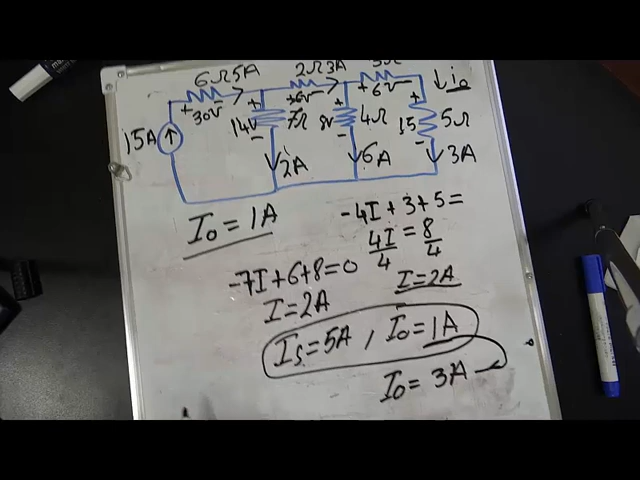 6Ω 5A 2Ω 3A 3Ω
+ 30V - + 6V - + 6V - ↓ i₀
15A + 14V - 7Ω + 8V - 4Ω + 15 - 5Ω
2A 6A 3A
I₀ = 1A
-4I + 3 + 5 =
4I/4 = 8/4
I = 2A
-7I + 6 + 8 = 0
I = 2A
Is = 5A , I₀ = 1A
I₀ = 3A